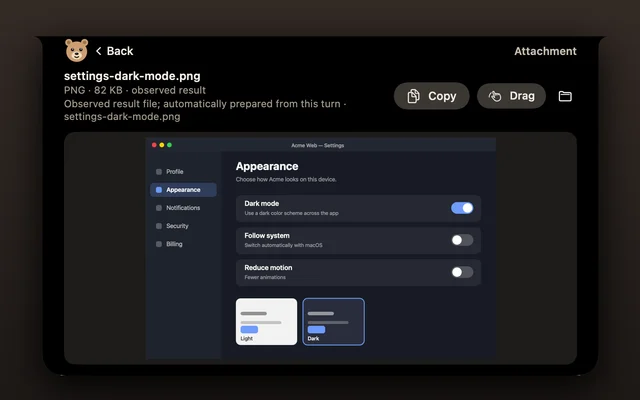 Back
Attachment
settings-dark-mode.png
PNG · 82 KB · observed result
Observed result file; automatically prepared from this turn ·
settings-dark-mode.png
Copy
Drag
Acme Web — Settings
Profile
Appearance
Notifications
Security
Billing
Appearance
Choose how Acme looks on this device.
Dark mode
Use a dark color scheme across the app
Follow system
Switch automatically with macOS
Reduce motion
Fewer animations
Light
Dark